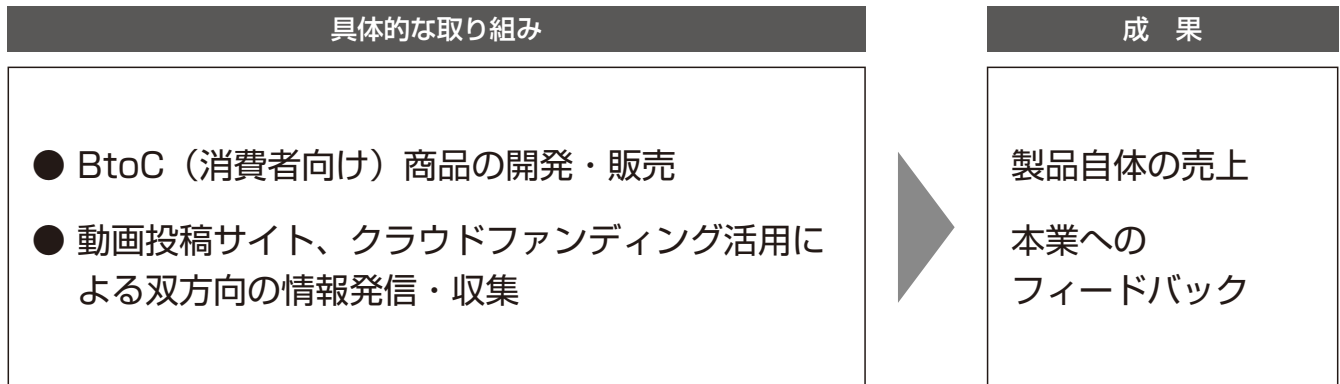 具体的な取り組み
● BtoC（消費者向け）商品の開発・販売
● 動画投稿サイト、クラウドファンディング活用に
よる双方向の情報発信・収集
成　果
製品自体の売上
本業への
フィードバック